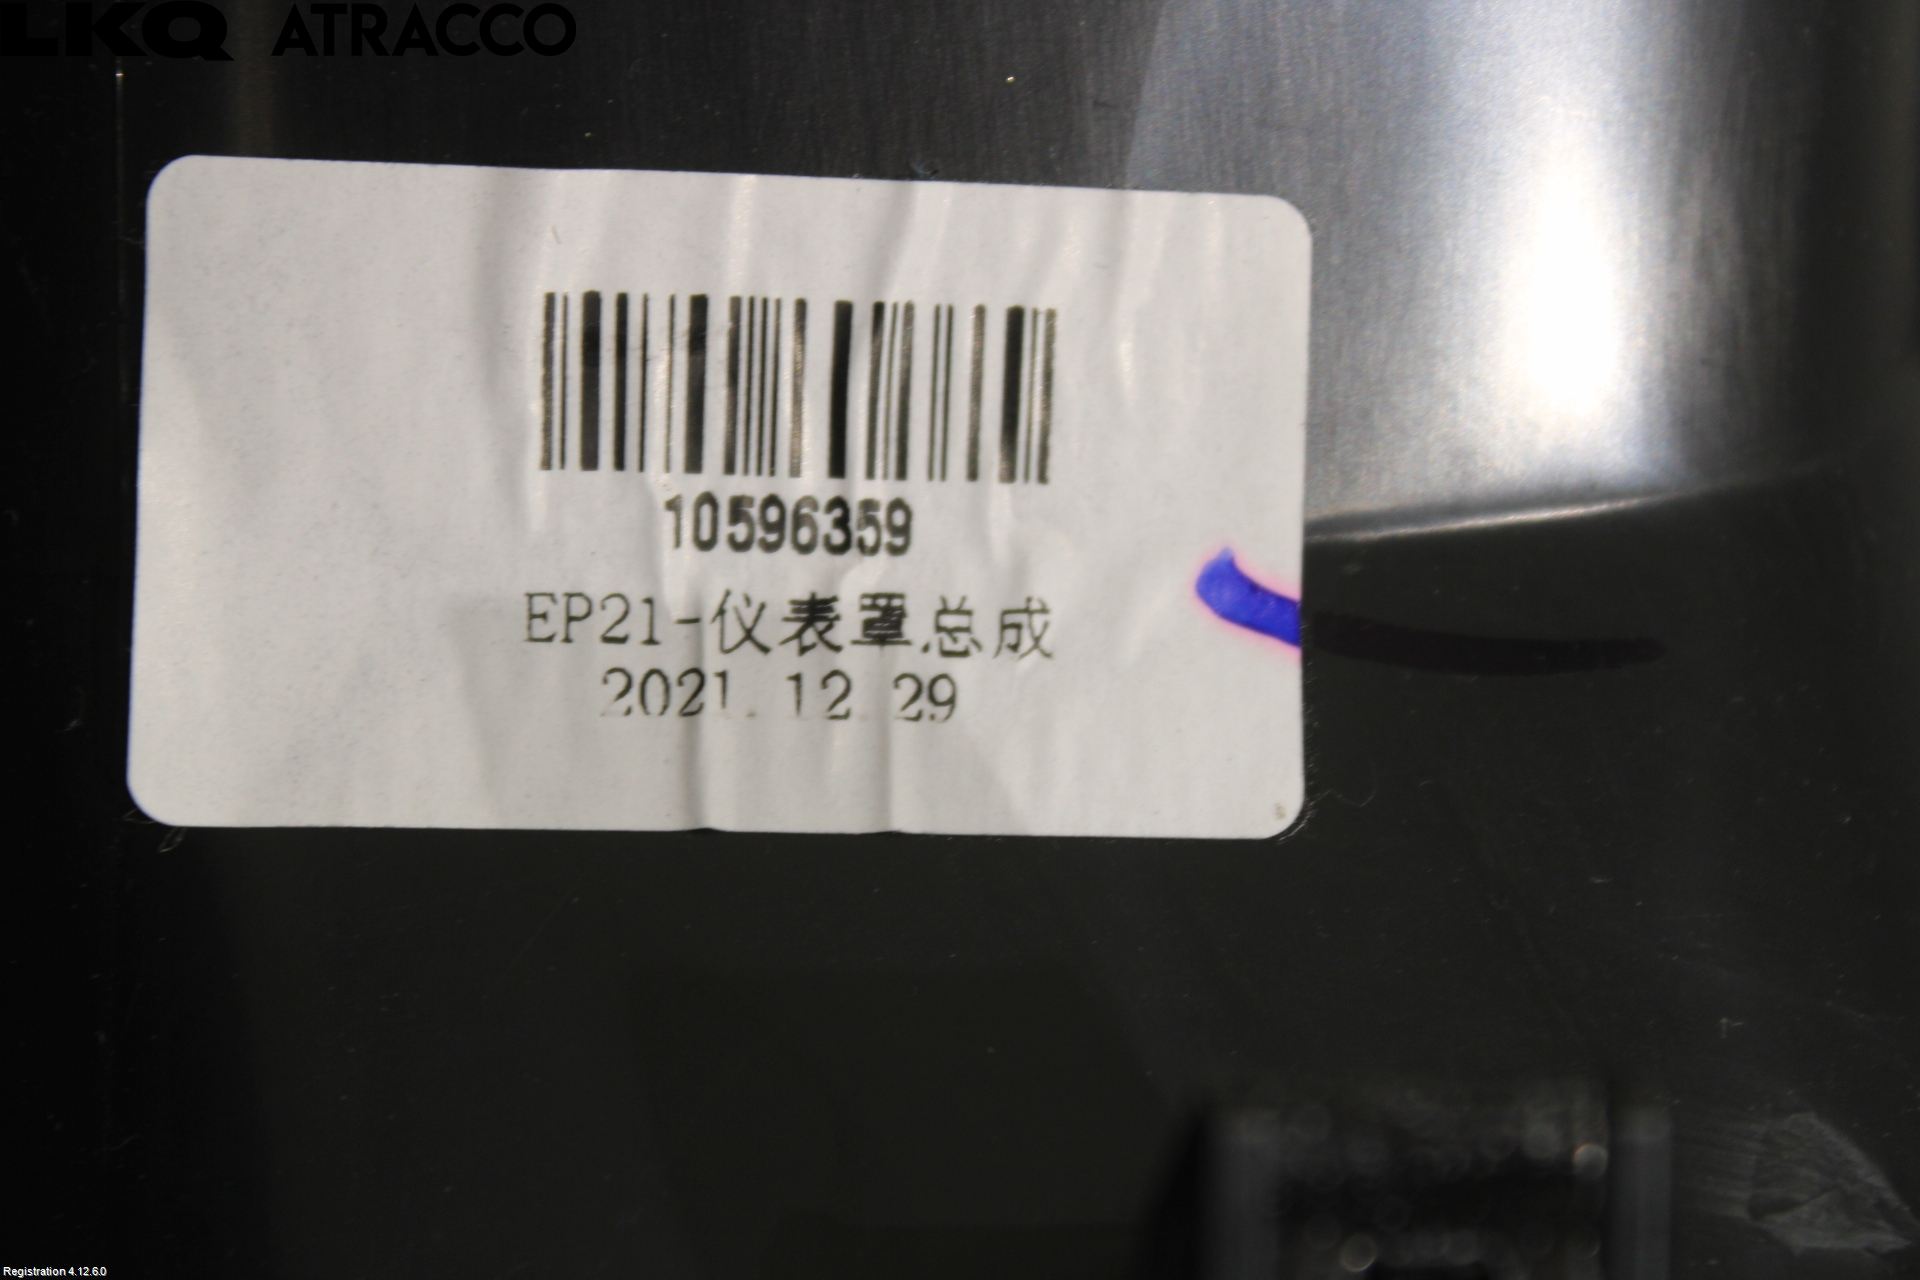 LKQ ATRACCO
10596359
EP21-仪表罩总成
2021.12.29
Registration 4.12.6.0